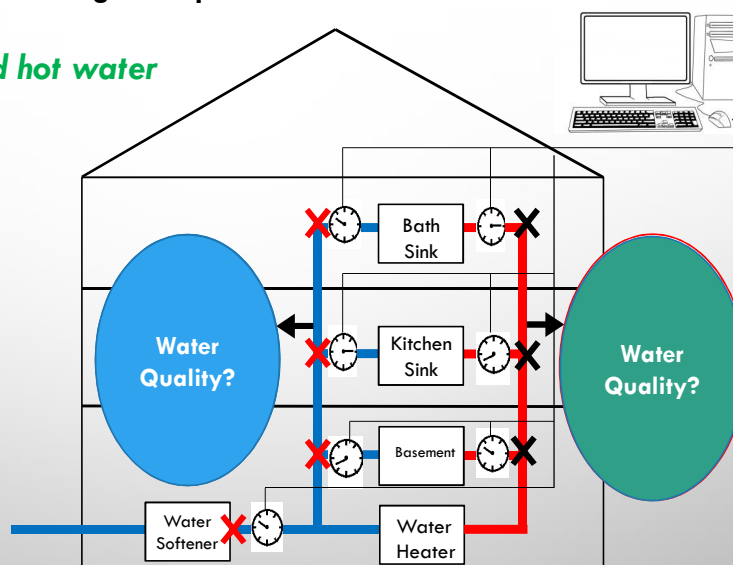 d hot water
Bath
Sink
Water
Quality?
Kitchen
Sink
Water
Quality?
Basement
Water
Softener
Water
Heater